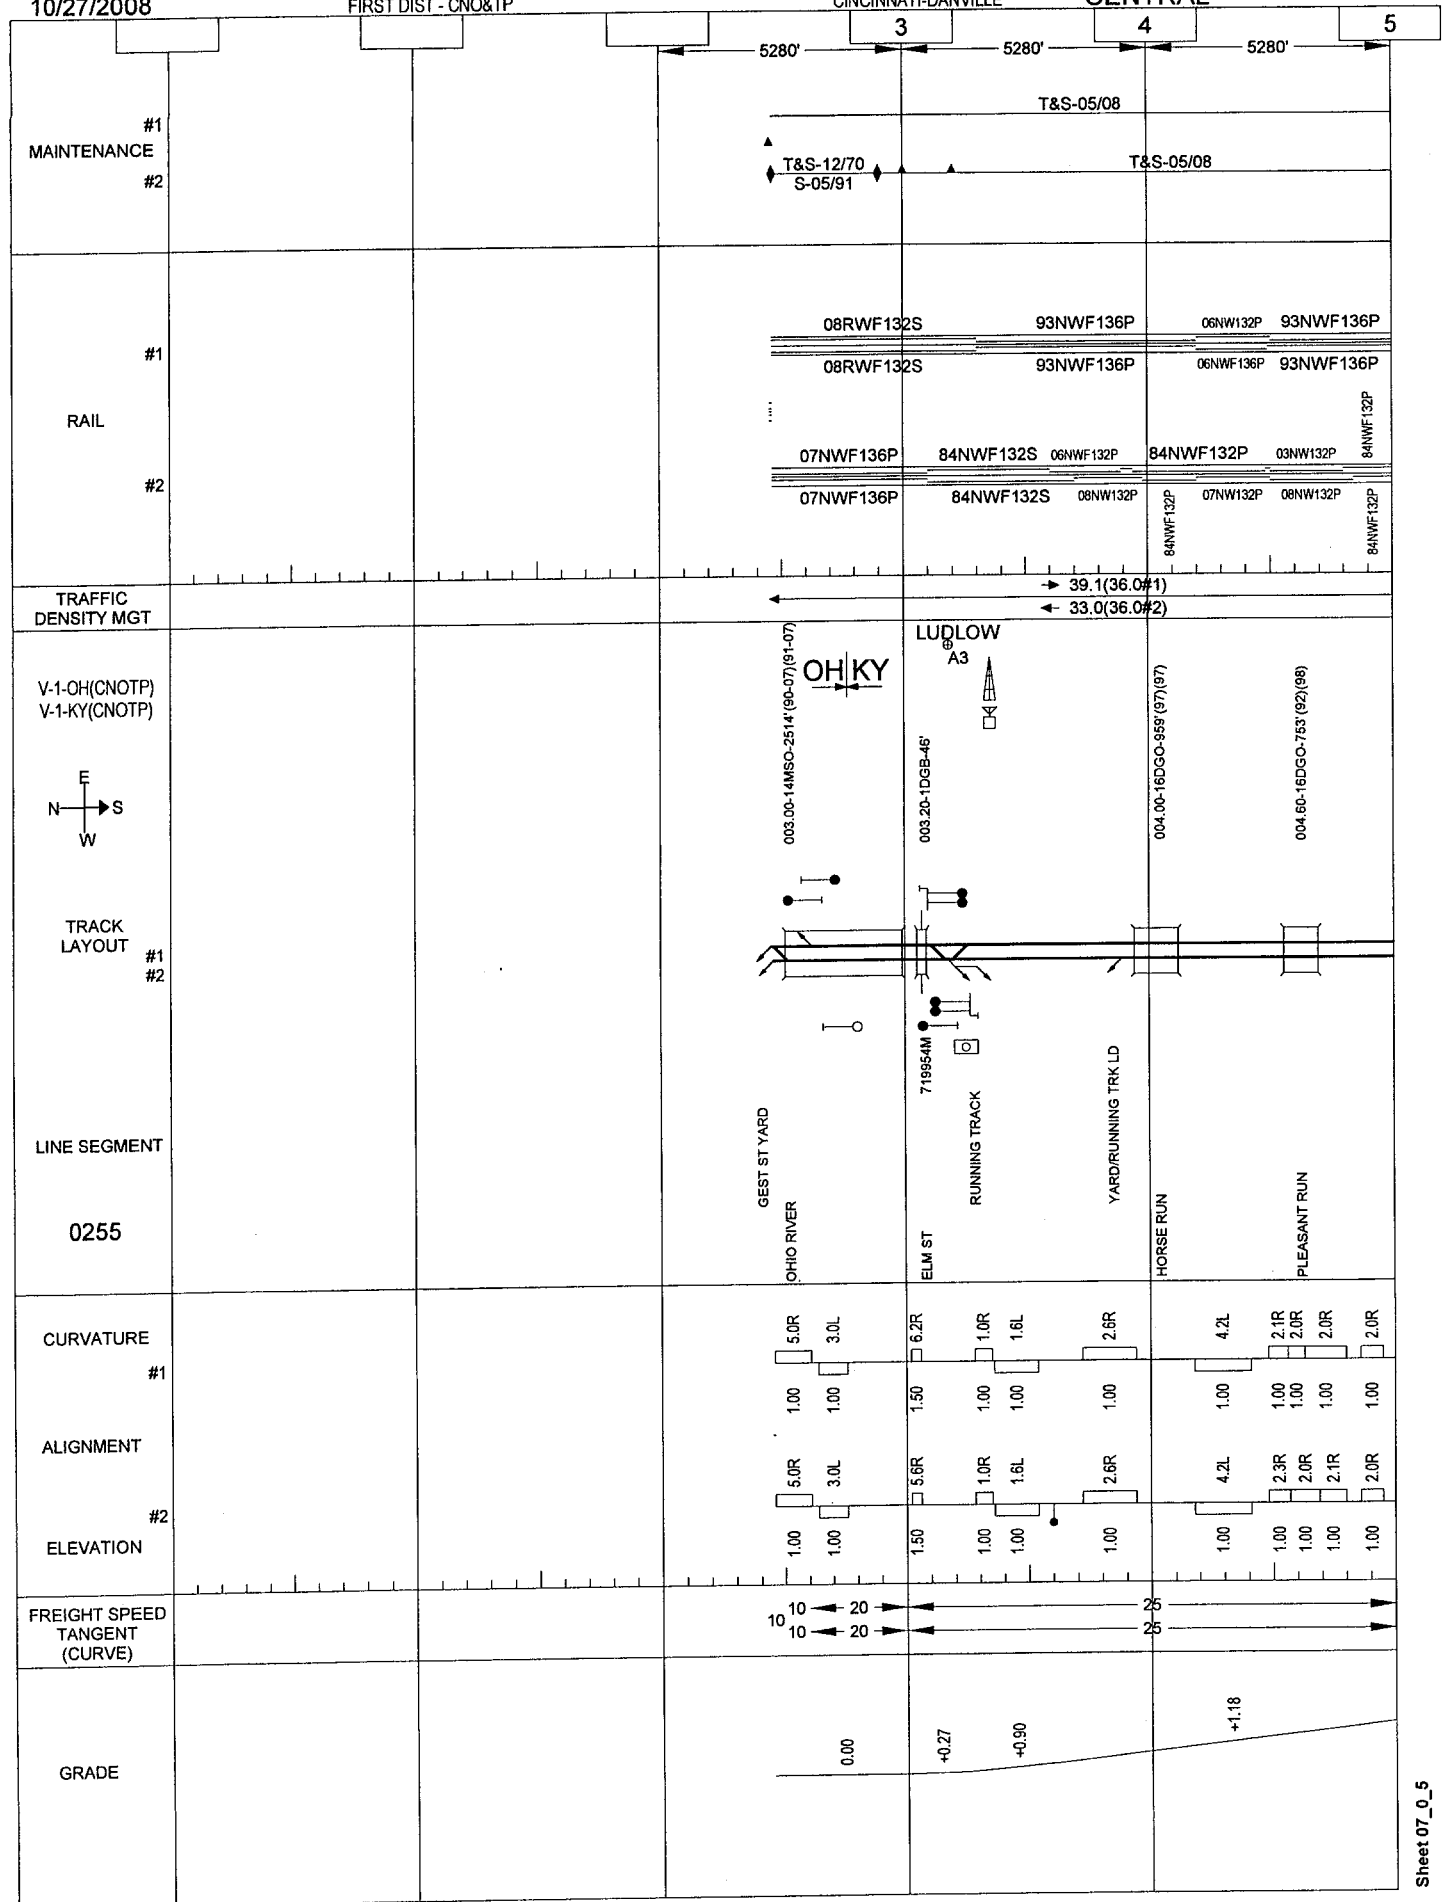 10/27/2008 FIRST DIST - CNO&TP CINCINNATI-DANVILLE CENTRAL
3 4 5
5280' 5280' 5280'
MAINTENANCE
#1
#2
T&S-05/08
T&S-12/70
S-05/91
T&S-05/08
RAIL
#1
#2
08RWF132S 93NWF136P 06NW132P 93NWF136P
08RWF132S 93NWF136P 06NWF136P 93NWF136P
84NWF132P
07NWF136P 84NWF132S 06NWF132P 84NWF132P 03NW132P
07NWF136P 84NWF132S 08NW132P 84NWF132P 07NW132P 08NW132P 84NWF132P
TRAFFIC
DENSITY MGT
39.1(36.0#1)
33.0(36.0#2)
V-1-OH(CNOTP)
V-1-KY(CNOTP)
E
N S
W
003.00-14MSO-2514'(90-07)(91-07)
OH KY
LUDLOW
A3
003.20-1DGB-46'
004.00-16DGO-959'(97)(97)
004.60-16DGO-753'(92)(98)
TRACK
LAYOUT
#1
#2
719954M
GEST ST YARD
OHIO RIVER
ELM ST
RUNNING TRACK
YARD/RUNNING TRK LD
HORSE RUN
PLEASANT RUN
LINE SEGMENT
0255
CURVATURE
#1
5.0R 3.0L 6.2R 1.0R 1.6L 2.6R 4.2L 2.1R 2.0R 2.0R 2.0R
1.00 1.00 1.50 1.00 1.00 1.00 1.00 1.00 1.00 1.00 1.00
ALIGNMENT
#2
5.0R 3.0L 5.6R 1.0R 1.6L 2.6R 4.2L 2.3R 2.0R 2.1R 2.0R
1.00 1.00 1.50 1.00 1.00 1.00 1.00 1.00 1.00 1.00 1.00
ELEVATION
FREIGHT SPEED
TANGENT
(CURVE)
10 10 20 25
10 20 25
GRADE
0.00 +0.27 +0.90 +1.18
Sheet 07_0_5